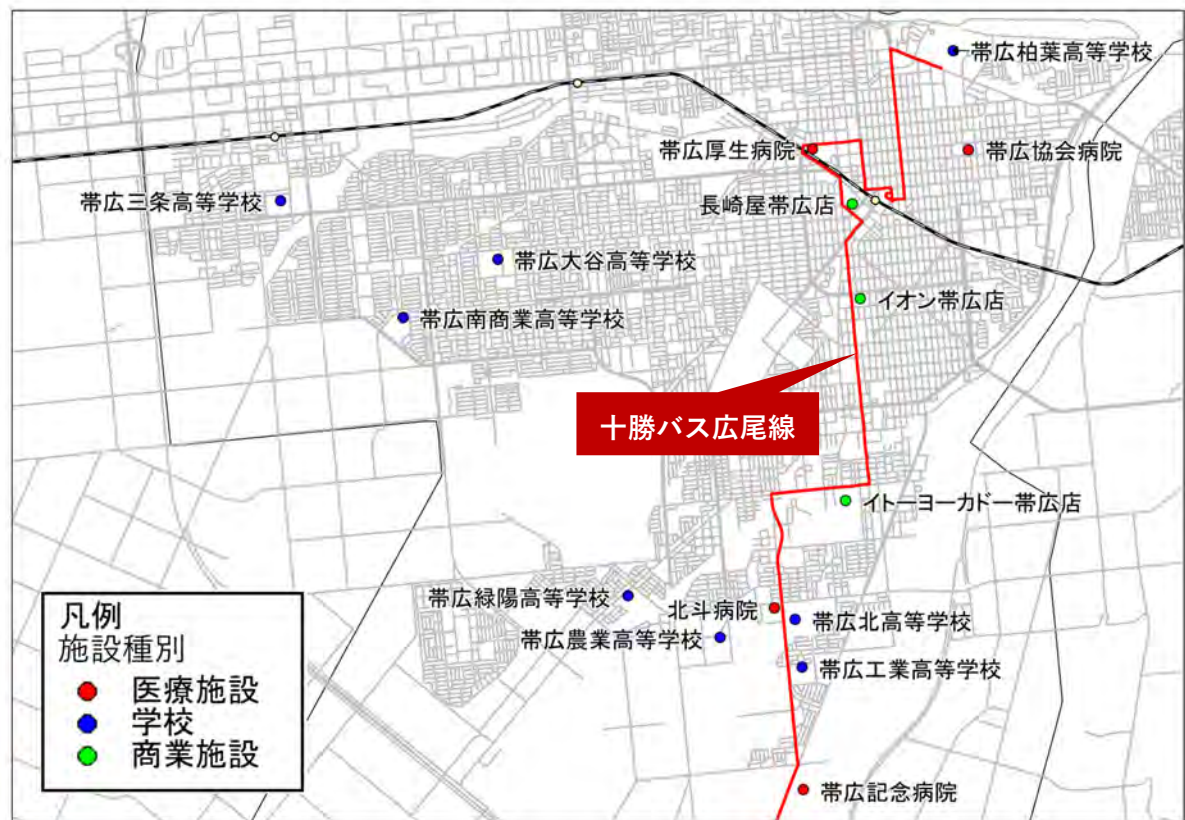 帯広柏葉高等学校
帯広厚生病院
帯広協会病院
帯広三条高等学校
長崎屋帯広店
帯広大谷高等学校
イオン帯広店
帯広南商業高等学校
十勝バス広尾線
イトーヨーカドー帯広店
帯広緑陽高等学校
北斗病院
帯広北高等学校
帯広農業高等学校
帯広工業高等学校
帯広記念病院
凡例
施設種別
医療施設
学校
商業施設